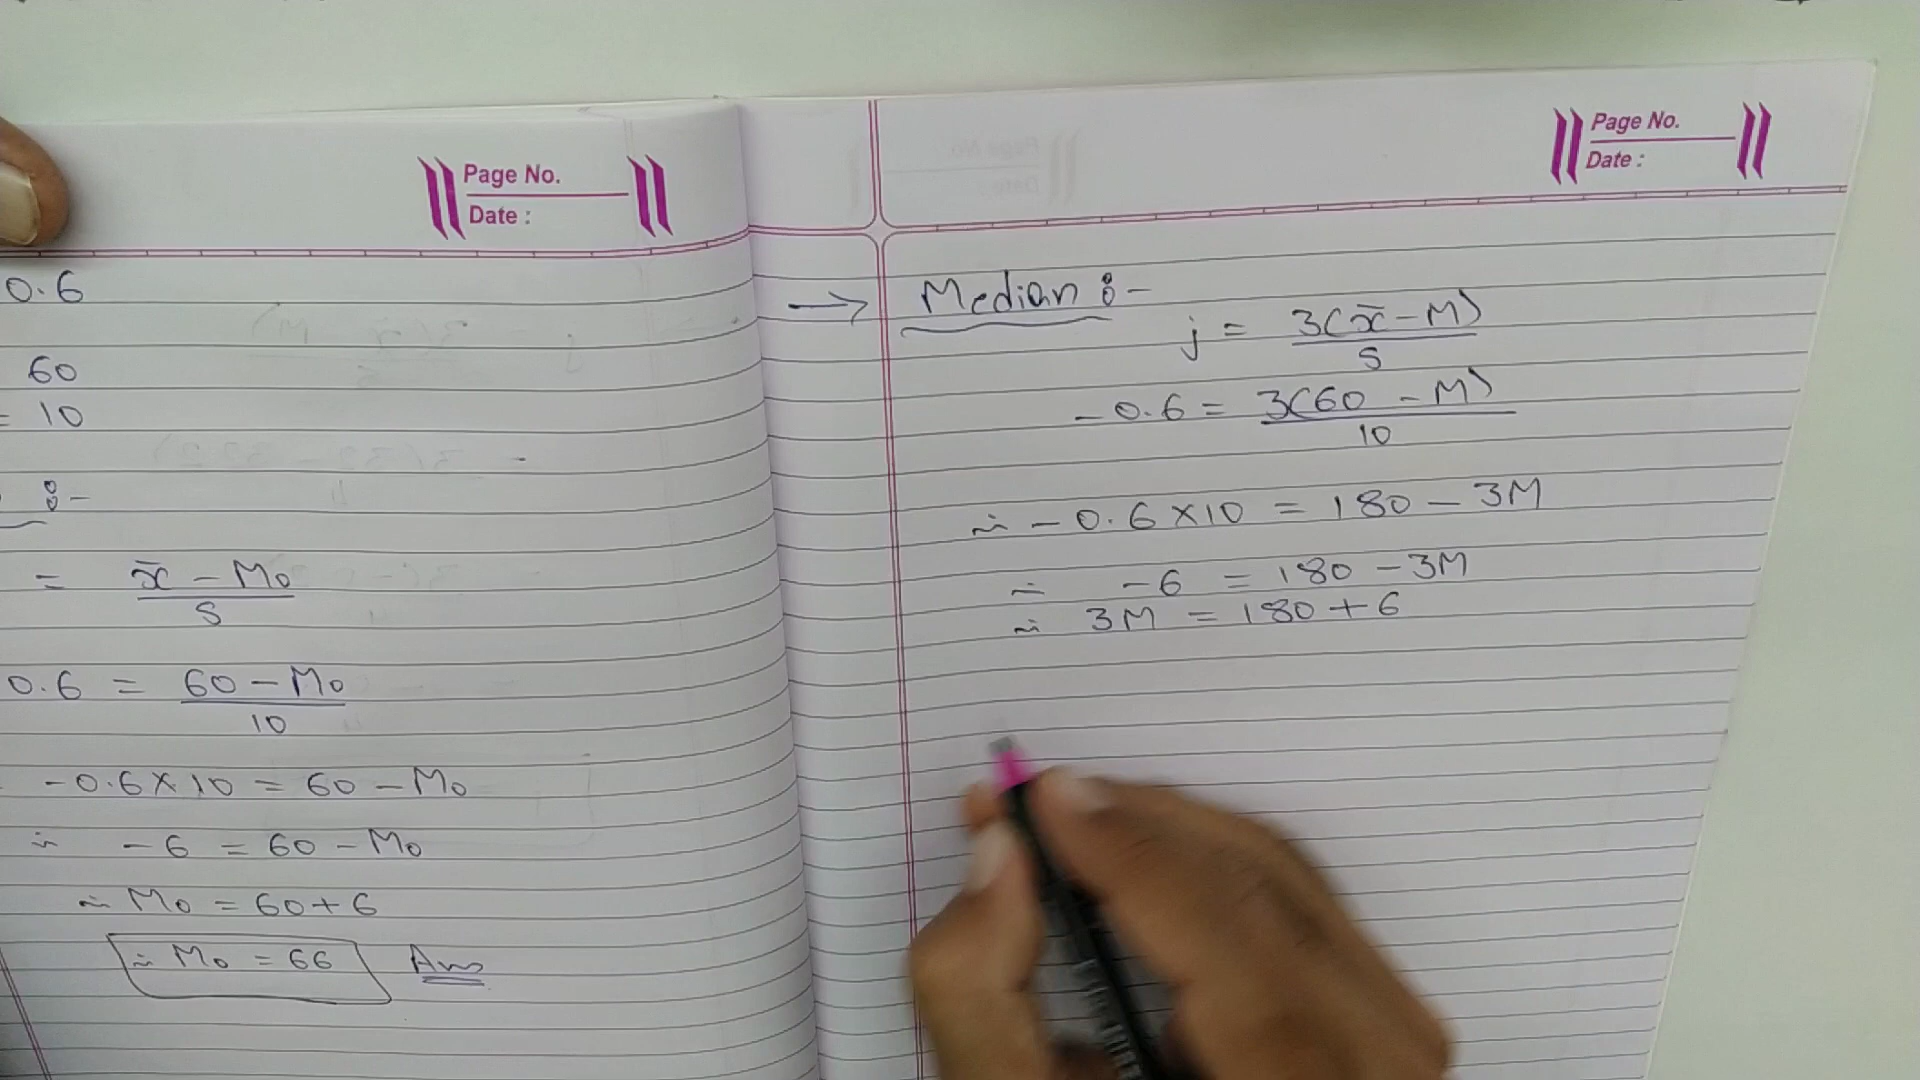 Page No.
Date :
0.6
60
= 10
:-
= x̄ - Mo
S
0.6 = 60 - Mo
10
-0.6 × 10 = 60 - Mo
∴ -6 = 60 - Mo
∴ Mo = 60 + 6
∴ Mo = 66 Ans
Page No.
Date :
→ Median :-
j = 3(x̄ - M)
S
-0.6 = 3(60 - M)
10
∴ -0.6 × 10 = 180 - 3M
∴ -6 = 180 - 3M
∴ 3M = 180 + 6